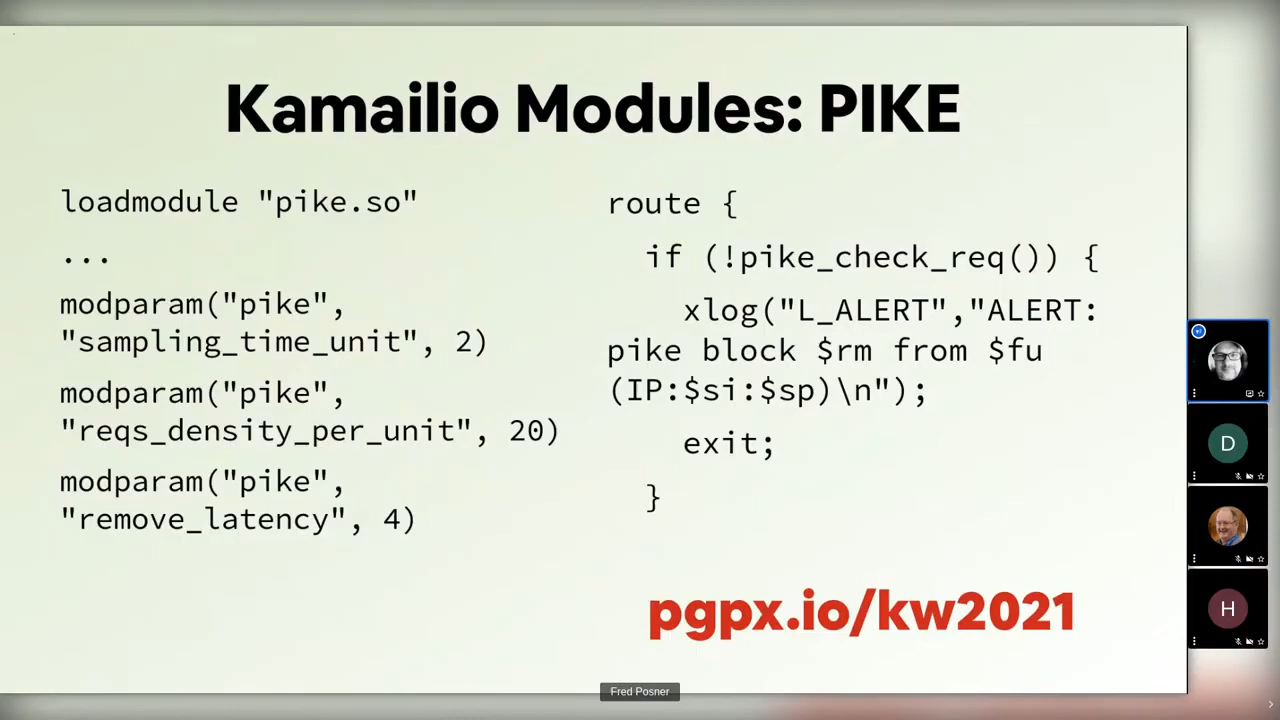 Kamailio Modules: PIKE
loadmodule "pike.so"
...
modparam("pike",
"sampling_time_unit", 2)
modparam("pike",
"reqs_density_per_unit", 20)
modparam("pike",
"remove_latency", 4)
route {
if (!pike_check_req()) {
xlog("L_ALERT","ALERT:
pike block $rm from $fu
(IP:$si:$sp)\n");
exit;
}
pgpx.io/kw2021
D
H
Fred Posner